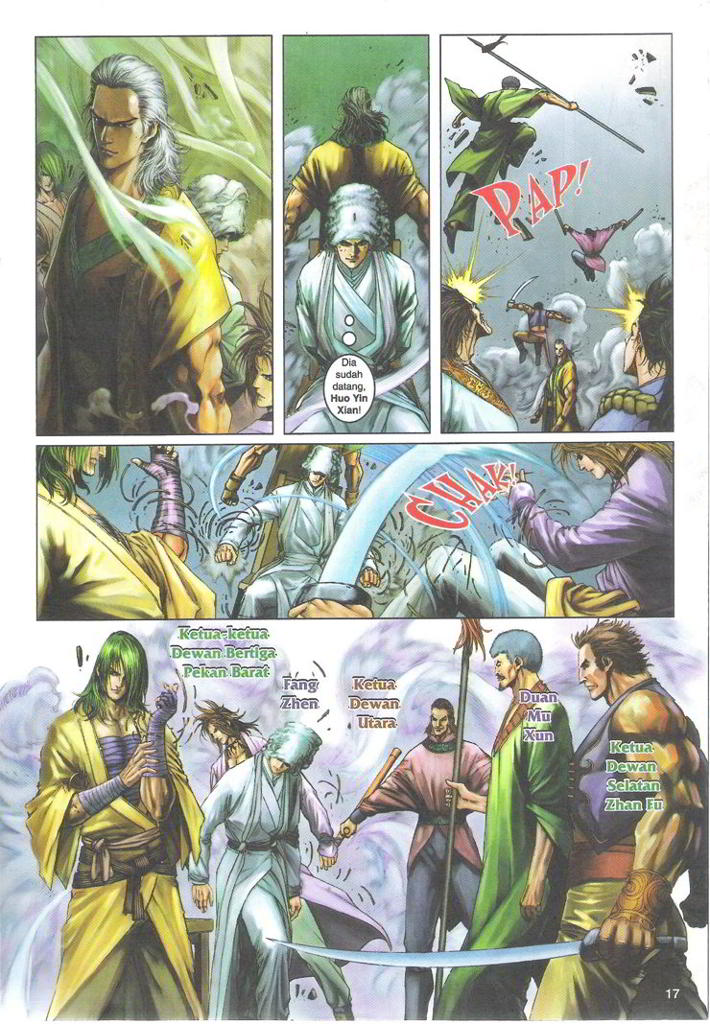 PAP!
Dia
sudah
datang,
Huo Yin
Xian!
CHAK!
Ketua-ketua
Dewan Bertiga
Pekan Barat
Fang
Zhen
Ketua
Dewan
Utara
Duan
Mu
Xun
Ketua
Dewan
Selatan
Zhan Fu
17